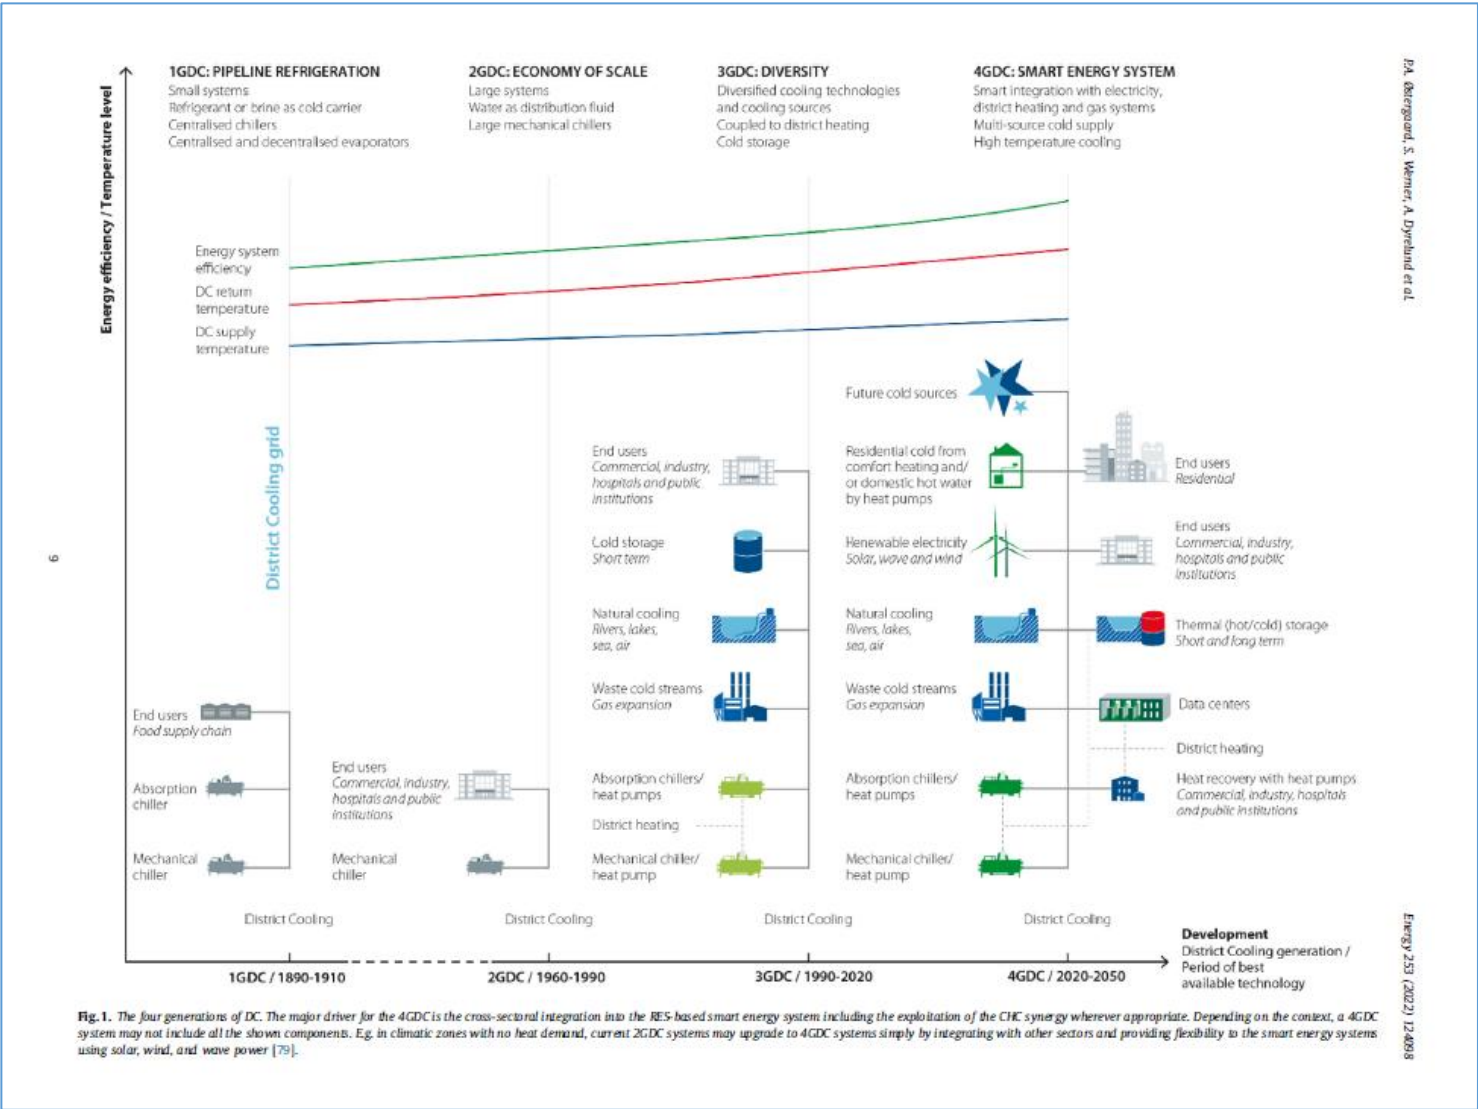 1GDC: PIPELINE REFRIGERATION
Small systems
Refrigerant or brine as cold carrier
Centralised chillers
Centralised and decentralised evaporators
2GDC: ECONOMY OF SCALE
Large systems
Water as distribution fluid
Large mechanical chillers
3GDC: DIVERSITY
Diversified cooling technologies
and cooling sources
Coupled to district heating
Cold storage
4GDC: SMART ENERGY SYSTEM
Smart integration with electricity,
district heating and gas systems
Multi-source cold supply
High temperature cooling
P.A. Østergaard, S. Werner, A. Dyrelund et al.
Energy efficiency / Temperature level
Energy system
efficiency
DC return
temperature
DC supply
temperature
District Cooling grid
End users
Food supply chain
Absorption
chiller
Mechanical
chiller
End users
Commercial, industry,
hospitals and public
institutions
Mechanical
chiller
End users
Commercial, industry,
hospitals and public
institutions
Cold storage
Short term
Natural cooling
Rivers, lakes,
sea, air
Waste cold streams
Gas expansion
Absorption chillers/
heat pumps
District heating
Mechanical chiller/
heat pump
Future cold sources
Residential cold from
comfort heating and/
or domestic hot water
by heat pumps
Renewable electricity
Solar, wave and wind
Natural cooling
Rivers, lakes,
sea, air
Waste cold streams
Gas expansion
Absorption chillers/
heat pumps
Mechanical chiller/
heat pump
End users
Residential
End users
Commercial, industry,
hospitals and public
institutions
Thermal (hot/cold) storage
Short and long term
Data centers
District heating
Heat recovery with heat pumps
Commercial, industry, hospitals
and public institutions
District Cooling
District Cooling
District Cooling
District Cooling
1GDC / 1890-1910
2GDC / 1960-1990
3GDC / 1990-2020
4GDC / 2020-2050
Development
District Cooling generation /
Period of best
available technology
6
Energy 253 (2022) 124098
Fig. 1. The four generations of DC. The major driver for the 4GDC is the cross-sectoral integration into the RES-based smart energy system including the exploitation of the CHC synergy wherever appropriate. Depending on the context, a 4GDC
system may not include all the shown components. E.g. in climatic zones with no heat demand, current 2GDC systems may upgrade to 4GDC systems simply by integrating with other sectors and providing flexibility to the smart energy systems
using solar, wind, and wave power [79].